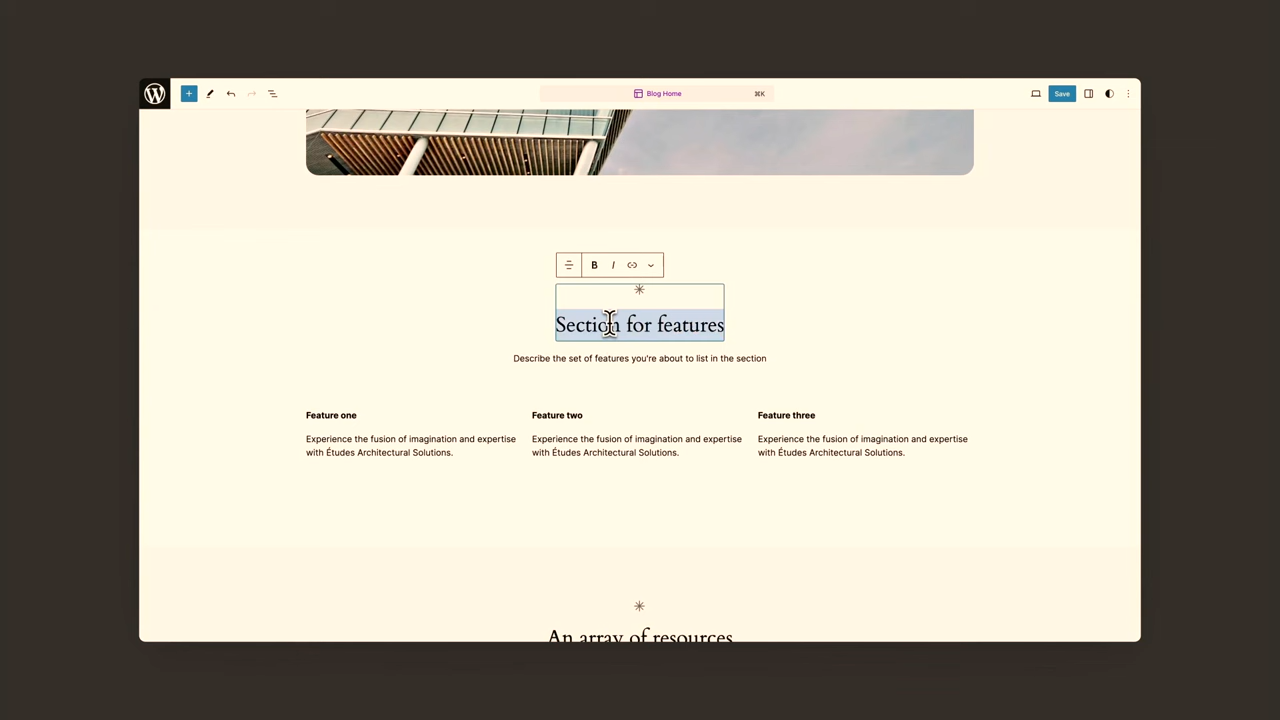 Blog Home ⌘K Save
B I
Section for features
Describe the set of features you're about to list in the section
Feature one Feature two Feature three
Experience the fusion of imagination and expertise Experience the fusion of imagination and expertise Experience the fusion of imagination and expertise
with Études Architectural Solutions. with Études Architectural Solutions. with Études Architectural Solutions.
An array of resources